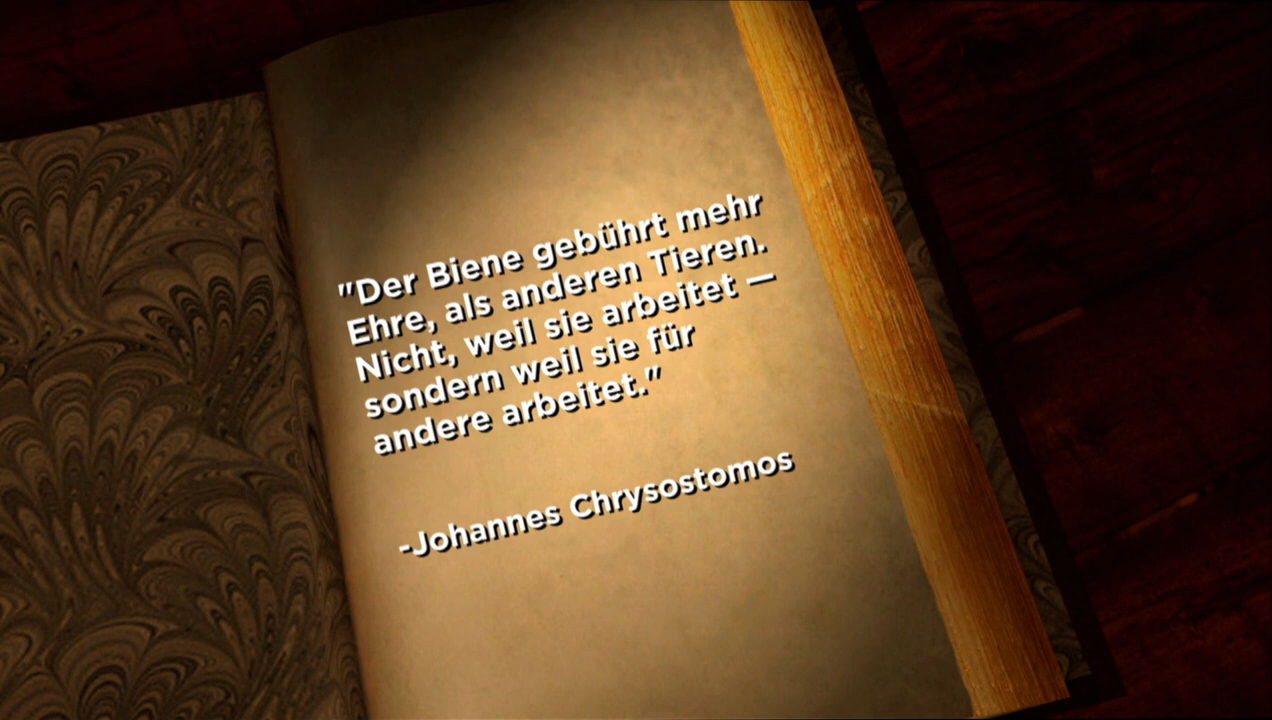 "Der Biene gebührt mehr
Ehre, als anderen Tieren.
Nicht, weil sie arbeitet —
sondern weil sie für
andere arbeitet."
-Johannes Chrysostomos